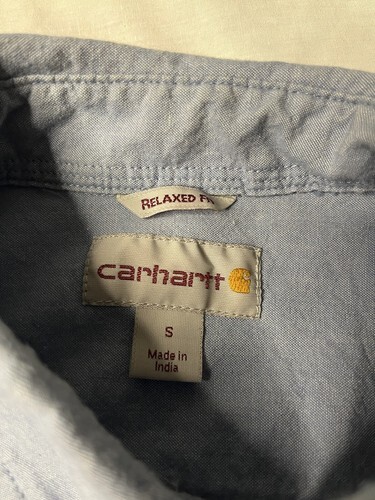 RELAXED FIT
carhartt
S
Made in
India